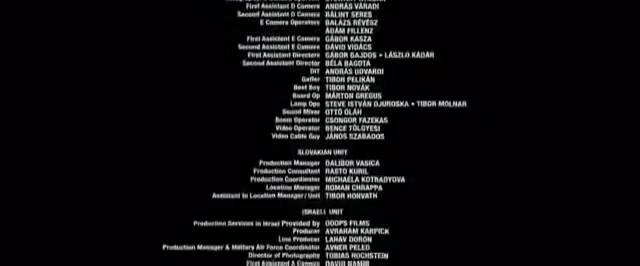 First Assistant D Camera ANDRÁS VÁRADI
Second Assistant D Camera BÁLINT SERES
E Camera Operators BALÁZS RÉVÉSZ
ÁDÁM FILLENZ
First Assistant E Camera GÁBOR KASZA
Second Assistant E Camera DÁVID VIDÁCS
First Assistant Directors GÁBOR GAJDOS • LÁSZLÓ KÁDÁR
Second Assistant Director BÉLA BAGOTA
DIT ANDRÁS UDVARDI
Gaffer TIBOR PELIKÁN
Best Boy TIBOR NOVÁK
Board Op MÁRTON GREGUS
Lamp Ops STEVE ISTVÁN DJUROSKA • TIBOR MOLNÁR
Sound Mixer OTTÓ OLÁH
Boom Operator CSONGOR FAZEKAS
Video Operator BENCE TÖLGYESI
Video Cable Guy JÁNOS SZABADOS
SLOVAKIAN UNIT
Production Manager DALIBOR VASICA
Production Consultant RASTO KURIL
Production Coordinator MICHAELA KOTRADYOVA
Location Manager ROMAN CHRAPPA
Assistant to Location Manager/Unit TIBOR HORVATH
ISRAELI UNIT
Production Services in Israel Provided by OOOPS FILMS
Producer AVRAHAM KARPICK
Line Producer LAHAV DORON
Production Manager & Military Air Force Coordinator AVNER PELED
Director of Photography TOBIAS HOCHSTEIN
First Assistant A Camera DAVID